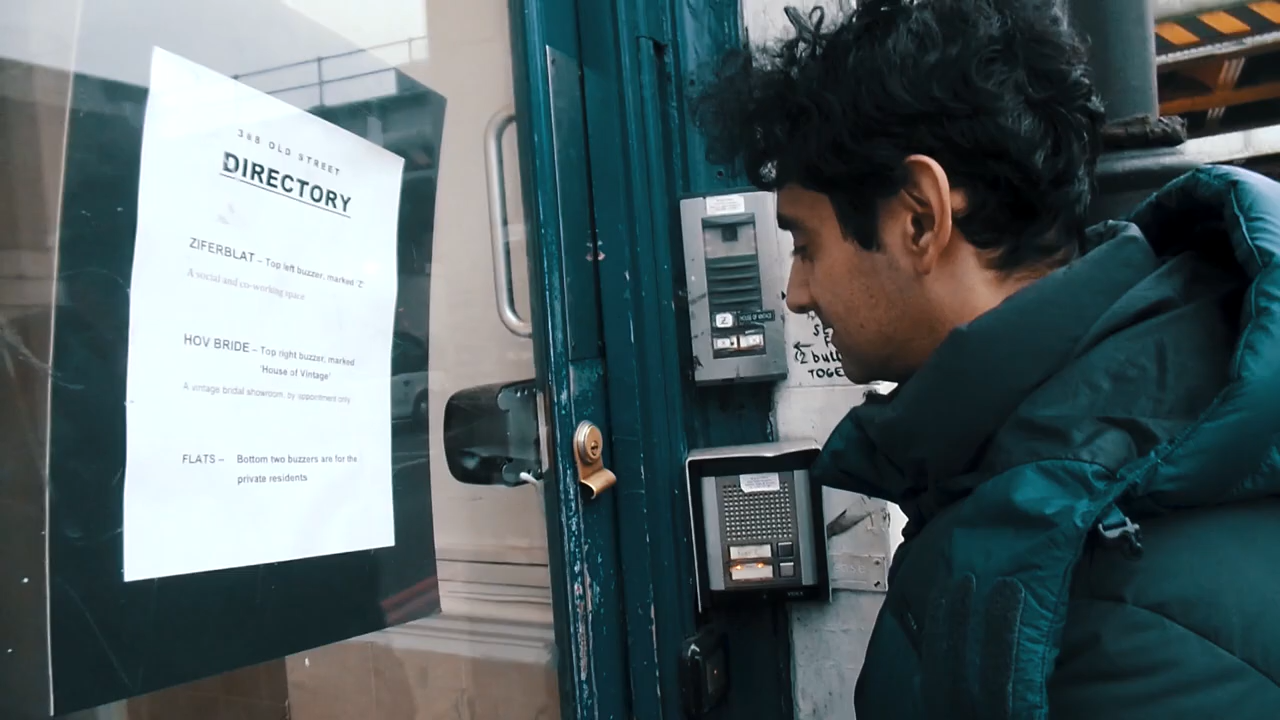 388 OLD STREET
DIRECTORY
ZIFERBLAT – Top left buzzer, marked 'Z'
A social and co-working space
HOV BRIDE – Top right buzzer, marked
'House of Vintage'
A vintage bridal showroom, by appointment only
FLATS – Bottom two buzzers are for the
private residents
Z
TOGE